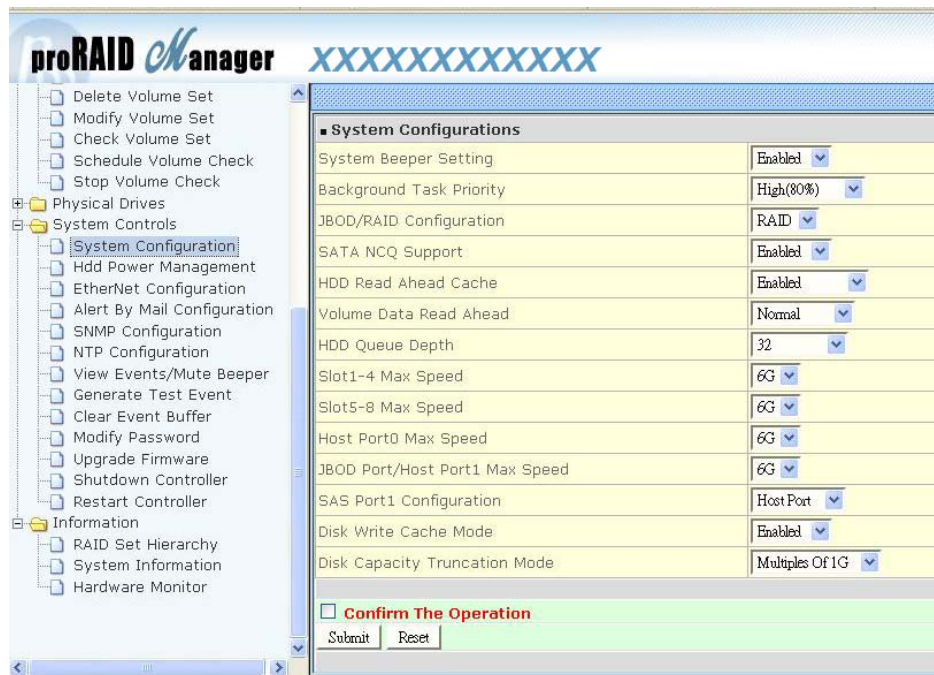 proRAID Manager XXXXXXXXXXXX
Delete Volume Set
Modify Volume Set
Check Volume Set
Schedule Volume Check
Stop Volume Check
Physical Drives
System Controls
System Configuration
Hdd Power Management
EtherNet Configuration
Alert By Mail Configuration
SNMP Configuration
NTP Configuration
View Events/Mute Beeper
Generate Test Event
Clear Event Buffer
Modify Password
Upgrade Firmware
Shutdown Controller
Restart Controller
Information
RAID Set Hierarchy
System Information
Hardware Monitor
System Configurations
System Beeper Setting Enabled
Background Task Priority High(80%)
JBOD/RAID Configuration RAID
SATA NCQ Support Enabled
HDD Read Ahead Cache Enabled
Volume Data Read Ahead Normal
HDD Queue Depth 32
Slot1-4 Max Speed 6G
Slot5-8 Max Speed 6G
Host Port0 Max Speed 6G
JBOD Port/Host Port1 Max Speed 6G
SAS Port1 Configuration Host Port
Disk Write Cache Mode Enabled
Disk Capacity Truncation Mode Multiples Of 1G
Confirm The Operation
Submit Reset